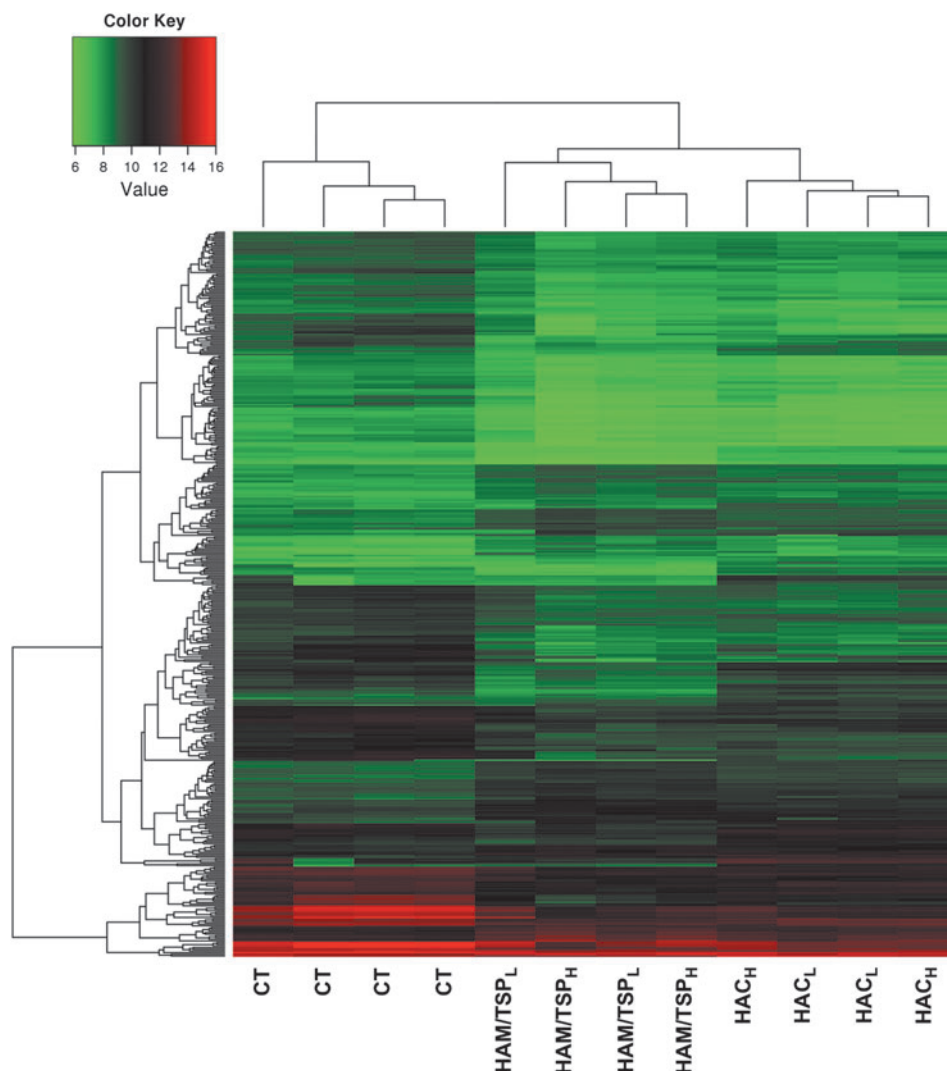 Color Key
6 8 10 12 14 16
Value
CT CT CT CT HAM/TSPL HAM/TSPH HAM/TSPL HAM/TSPH HACH HACL HACL HACH